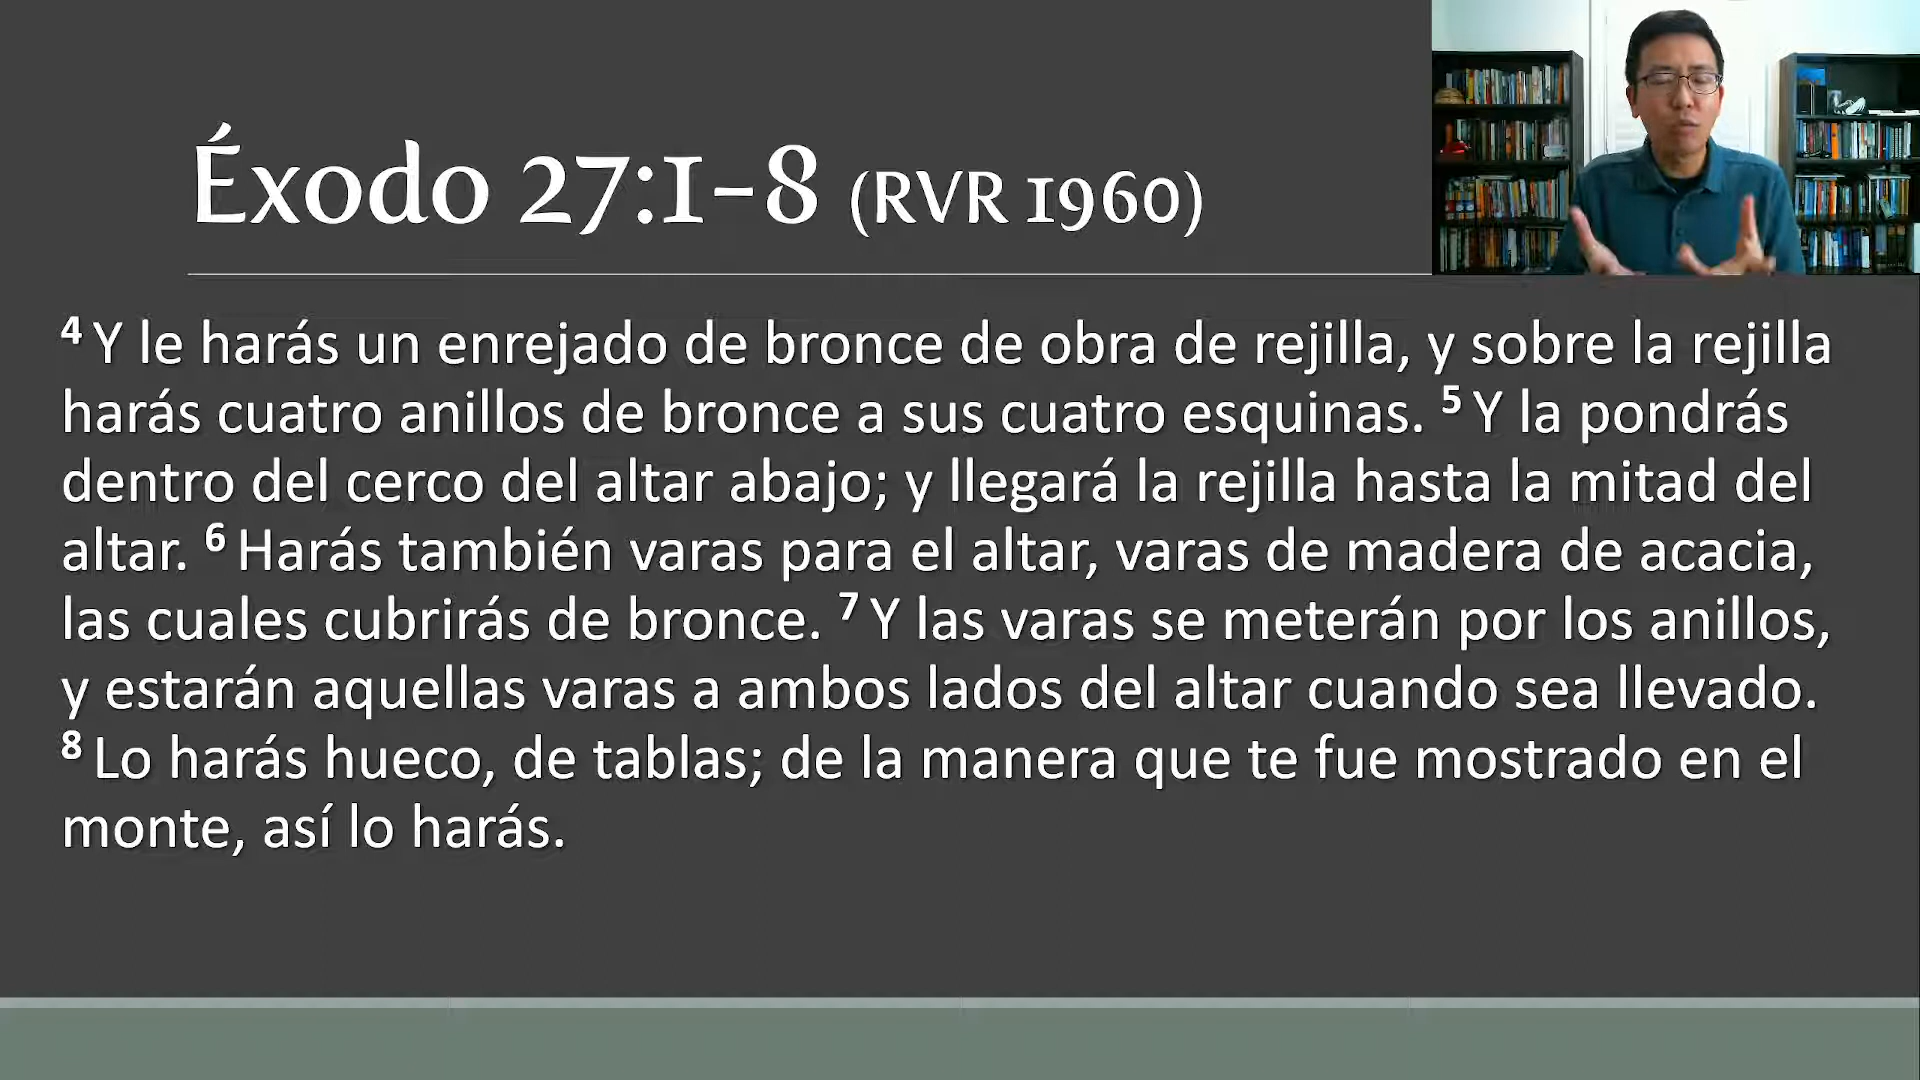 Éxodo 27:1-8 (RVR 1960)
4 Y le harás un enrejado de bronce de obra de rejilla, y sobre la rejilla
harás cuatro anillos de bronce a sus cuatro esquinas. 5 Y la pondrás
dentro del cerco del altar abajo; y llegará la rejilla hasta la mitad del
altar. 6 Harás también varas para el altar, varas de madera de acacia,
las cuales cubrirás de bronce. 7 Y las varas se meterán por los anillos,
y estarán aquellas varas a ambos lados del altar cuando sea llevado.
8 Lo harás hueco, de tablas; de la manera que te fue mostrado en el
monte, así lo harás.